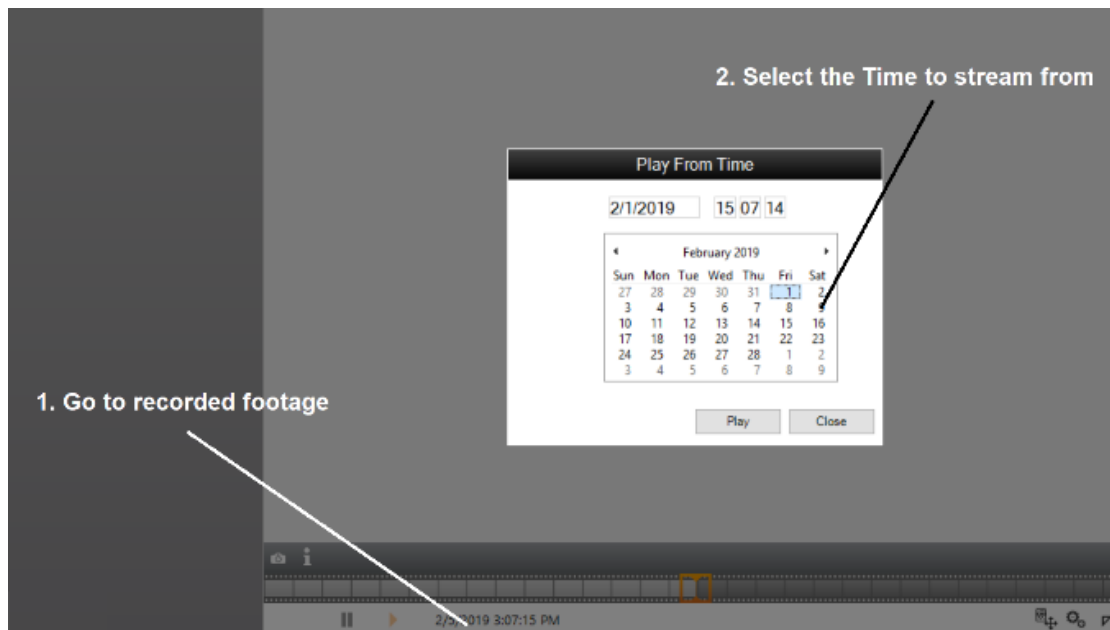 2. Select the Time to stream from
Play From Time
2/1/2019 15 07 14
February 2019
Sun Mon Tue Wed Thu Fri Sat
27 28 29 30 31 1 2
3 4 5 6 7 8 9
10 11 12 13 14 15 16
17 18 19 20 21 22 23
24 25 26 27 28 1 2
3 4 5 6 7 8 9
Play Close
1. Go to recorded footage
2/5/2019 3:07:15 PM